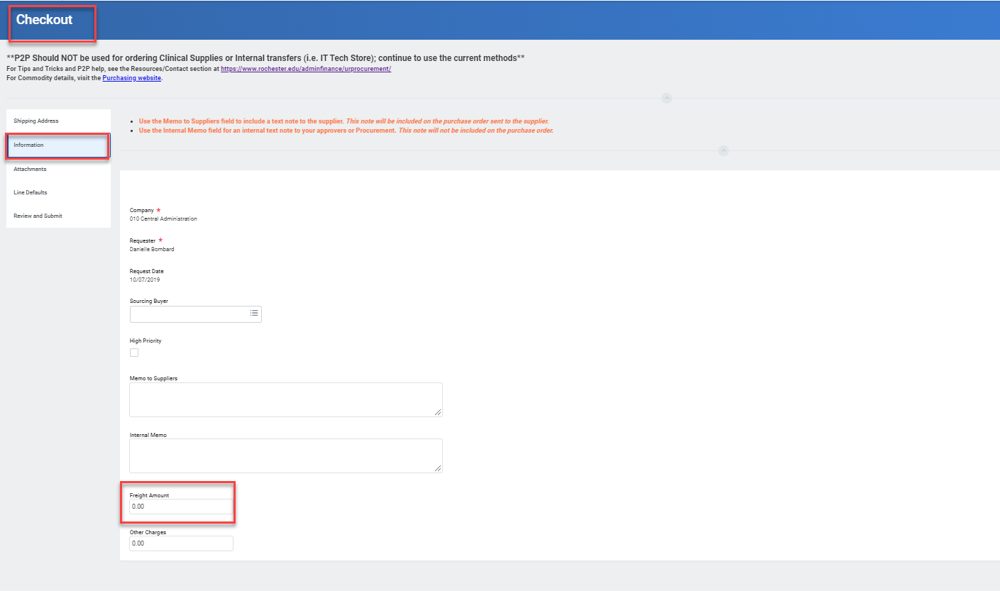 Checkout
**P2P Should NOT be used for ordering Clinical Supplies or Internal transfers (i.e. IT Tech Store); continue to use the current methods**
For Tips and Tricks and P2P help, see the Resources/Contact section at https://www.rochester.edu/adminfinance/urprocurement/
For Commodity details, visit the Purchasing website.
Shipping Address
Information
Attachments
Line Defaults
Review and Submit
• Use the Memo to Suppliers field to include a text note to the supplier. This note will be included on the purchase order sent to the supplier.
• Use the Internal Memo field for an internal text note to your approvers or Procurement. This note will not be included on the purchase order.
Company *
010 Central Administration
Requester *
Danielle Bombard
Request Date
10/07/2019
Sourcing Buyer
High Priority
Memo to Suppliers
Internal Memo
Freight Amount
0.00
Other Charges
0.00